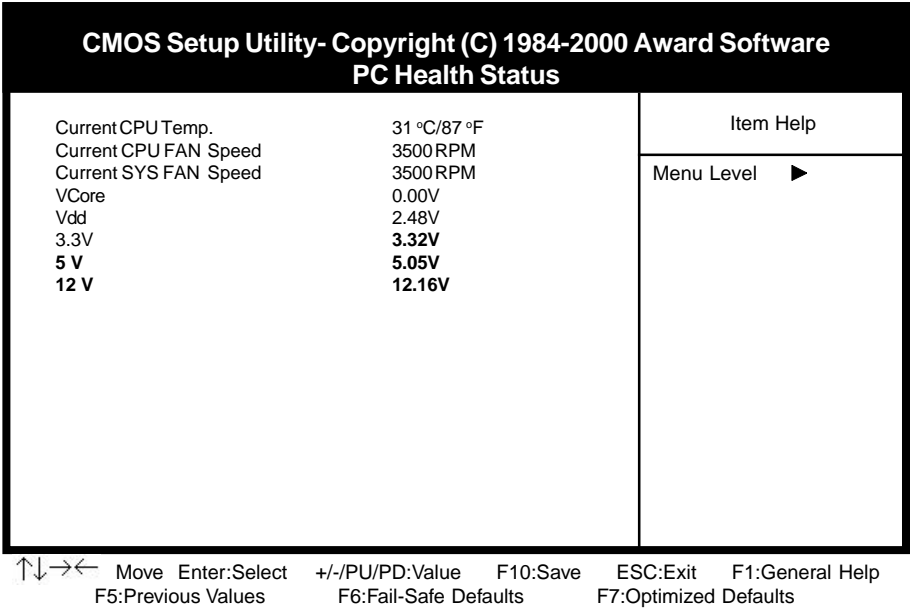 CMOS Setup Utility- Copyright (C) 1984-2000 Award Software
PC Health Status
Current CPU Temp. 31 °C/87 °F
Current CPU FAN Speed 3500 RPM
Current SYS FAN Speed 3500 RPM
VCore 0.00V
Vdd 2.48V
3.3V 3.32V
5 V 5.05V
12 V 12.16V
Item Help
Menu Level ▶
↑↓→← Move Enter:Select +/-/PU/PD:Value F10:Save ESC:Exit F1:General Help
F5:Previous Values F6:Fail-Safe Defaults F7:Optimized Defaults